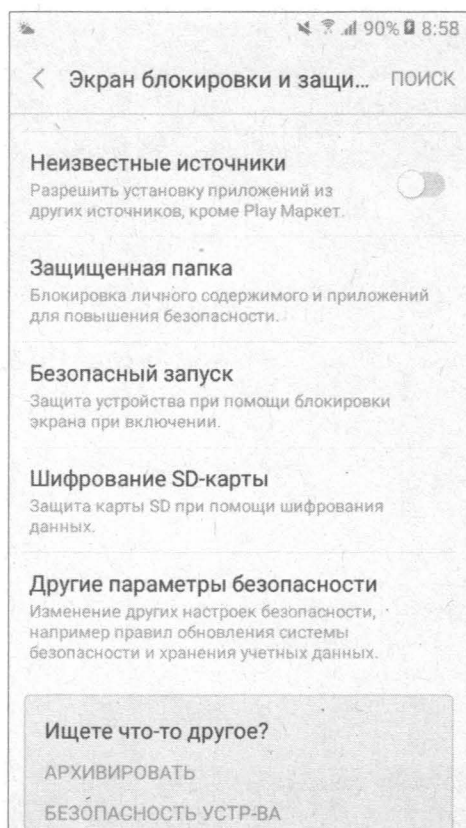 90% 8:58
Экран блокировки и защи... ПОИСК
Неизвестные источники
Разрешить установку приложений из
других источников, кроме Play Маркет.
Защищенная папка
Блокировка личного содержимого и приложений
для повышения безопасности.
Безопасный запуск
Защита устройства при помощи блокировки
экрана при включении.
Шифрование SD-карты
Защита карты SD при помощи шифрования
данных.
Другие параметры безопасности
Изменение других настроек безопасности,
например правил обновления системы
безопасности и хранения учетных данных.
Ищете что-то другое?
АРХИВИРОВАТЬ
БЕЗОПАСНОСТЬ УСТР-ВА